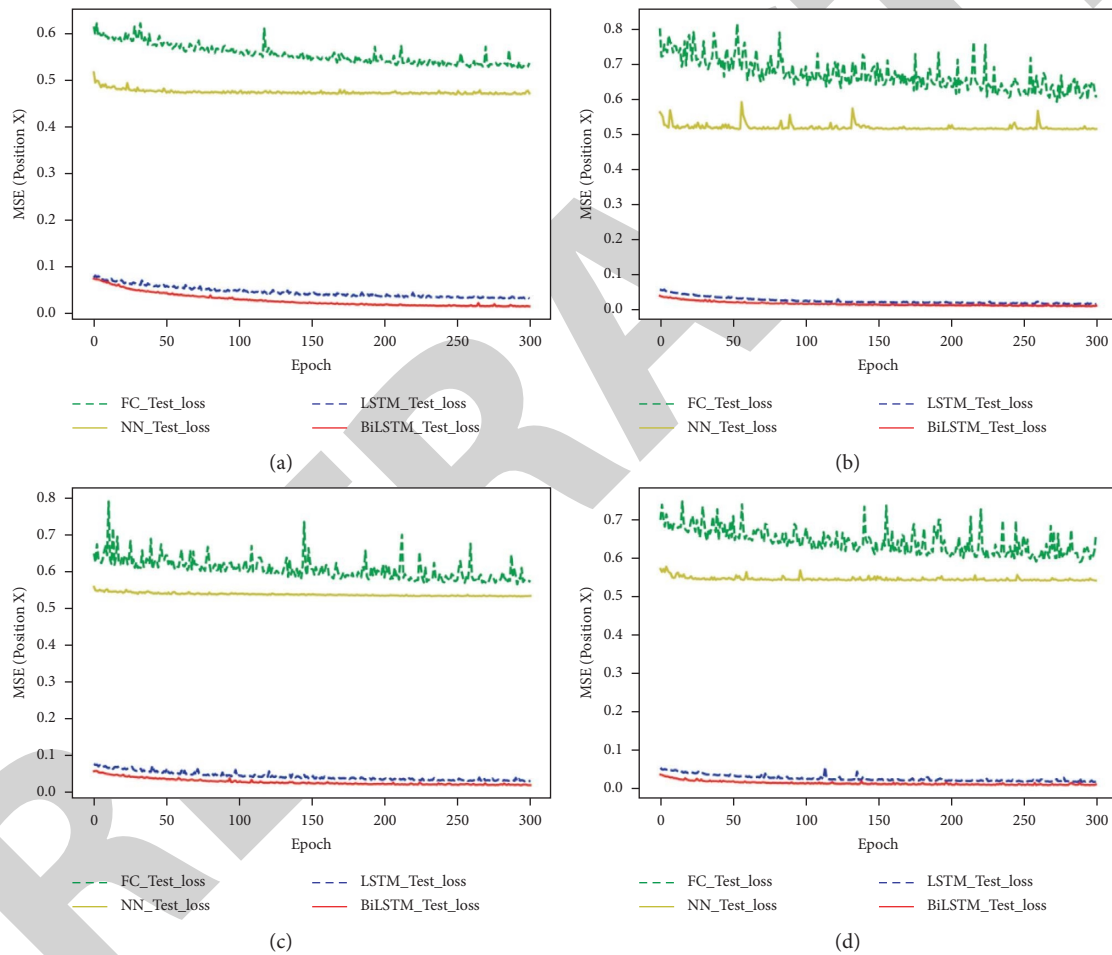 0.6
0.5
0.4
0.3
0.2
0.1
0.0
MSE (Position X)
0 50 100 150 200 250 300
Epoch
FC_Test_loss LSTM_Test_loss
NN_Test_loss BiLSTM_Test_loss
(a)
0.8
0.7
0.6
0.5
0.4
0.3
0.2
0.1
0.0
MSE (Position X)
0 50 100 150 200 250 300
Epoch
FC_Test_loss LSTM_Test_loss
NN_Test_loss BiLSTM_Test_loss
(b)
0.8
0.7
0.6
0.5
0.4
0.3
0.2
0.1
0.0
MSE (Position X)
0 50 100 150 200 250 300
Epoch
FC_Test_loss LSTM_Test_loss
NN_Test_loss BiLSTM_Test_loss
(c)
0.7
0.6
0.5
0.4
0.3
0.2
0.1
0.0
MSE (Position X)
0 50 100 150 200 250 300
Epoch
FC_Test_loss LSTM_Test_loss
NN_Test_loss BiLSTM_Test_loss
(d)